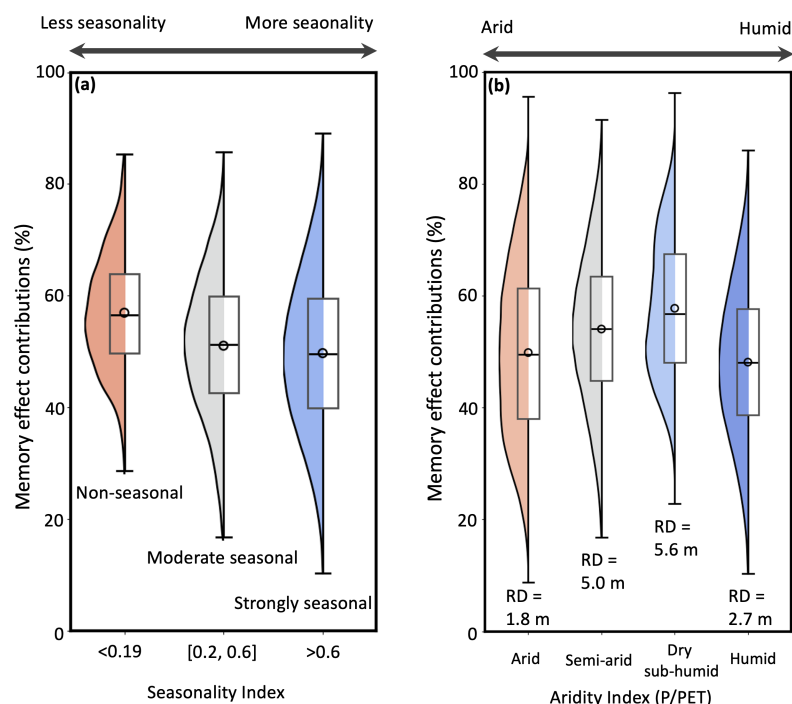 Less seasonality
More seaonality
Arid
Humid
(a)
(b)
100
80
60
40
20
0
Memory effect contributions (%)
Non-seasonal
Moderate seasonal
Strongly seasonal
<0.19
[0.2, 0.6]
>0.6
Seasonality Index
100
80
60
40
20
0
Memory effect contributions (%)
RD =
1.8 m
RD =
5.0 m
RD =
5.6 m
RD =
2.7 m
Arid
Semi-arid
Dry
sub-humid
Humid
Aridity Index (P/PET)